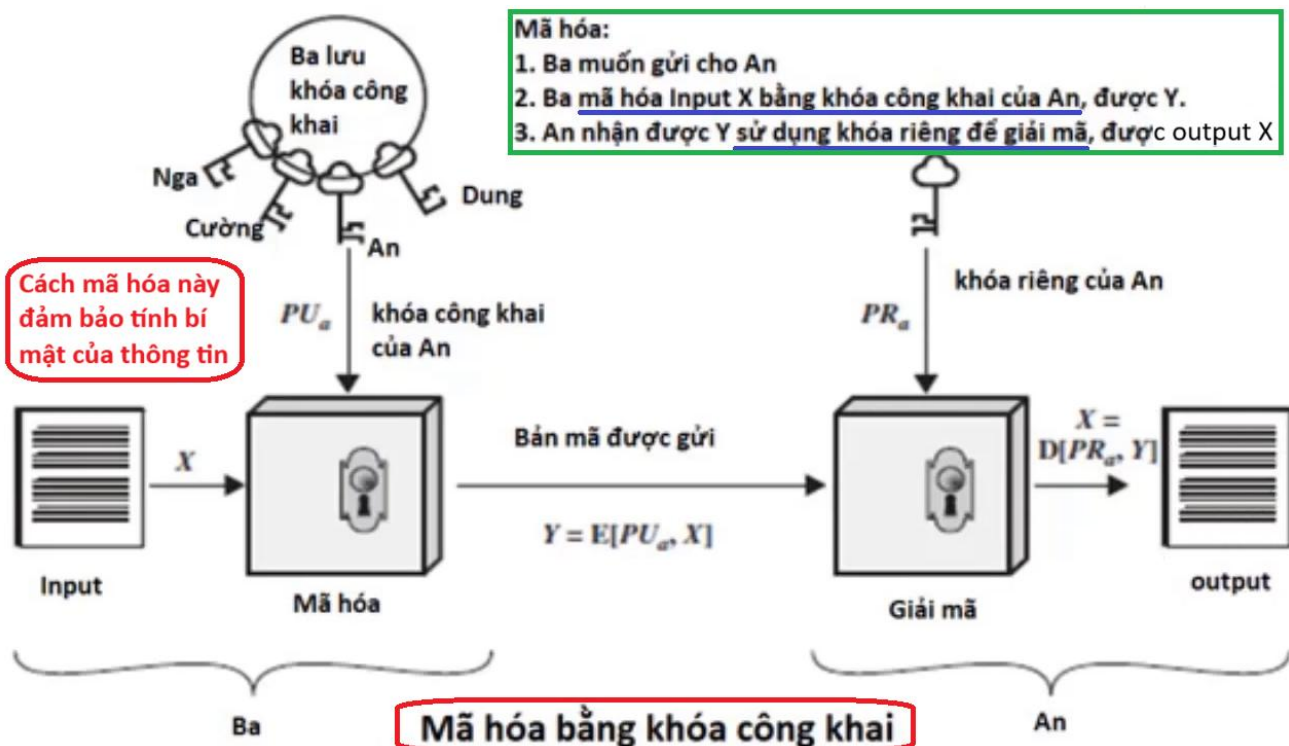 Ba lưu
khóa công
khai
Nga
Cường
An
Dung
Mã hóa:
1. Ba muốn gửi cho An
2. Ba mã hóa Input X bằng khóa công khai của An, được Y.
3. An nhận được Y sử dụng khóa riêng để giải mã, được output X
Cách mã hóa này
đảm bảo tính bí
mật của thông tin
PUₐ
khóa công khai
của An
PRₐ
khóa riêng của An
X
Bản mã được gửi
Y = E[PUₐ, X]
X =
D[PRₐ, Y]
Input
Mã hóa
Giải mã
output
Ba
Mã hóa bằng khóa công khai
An